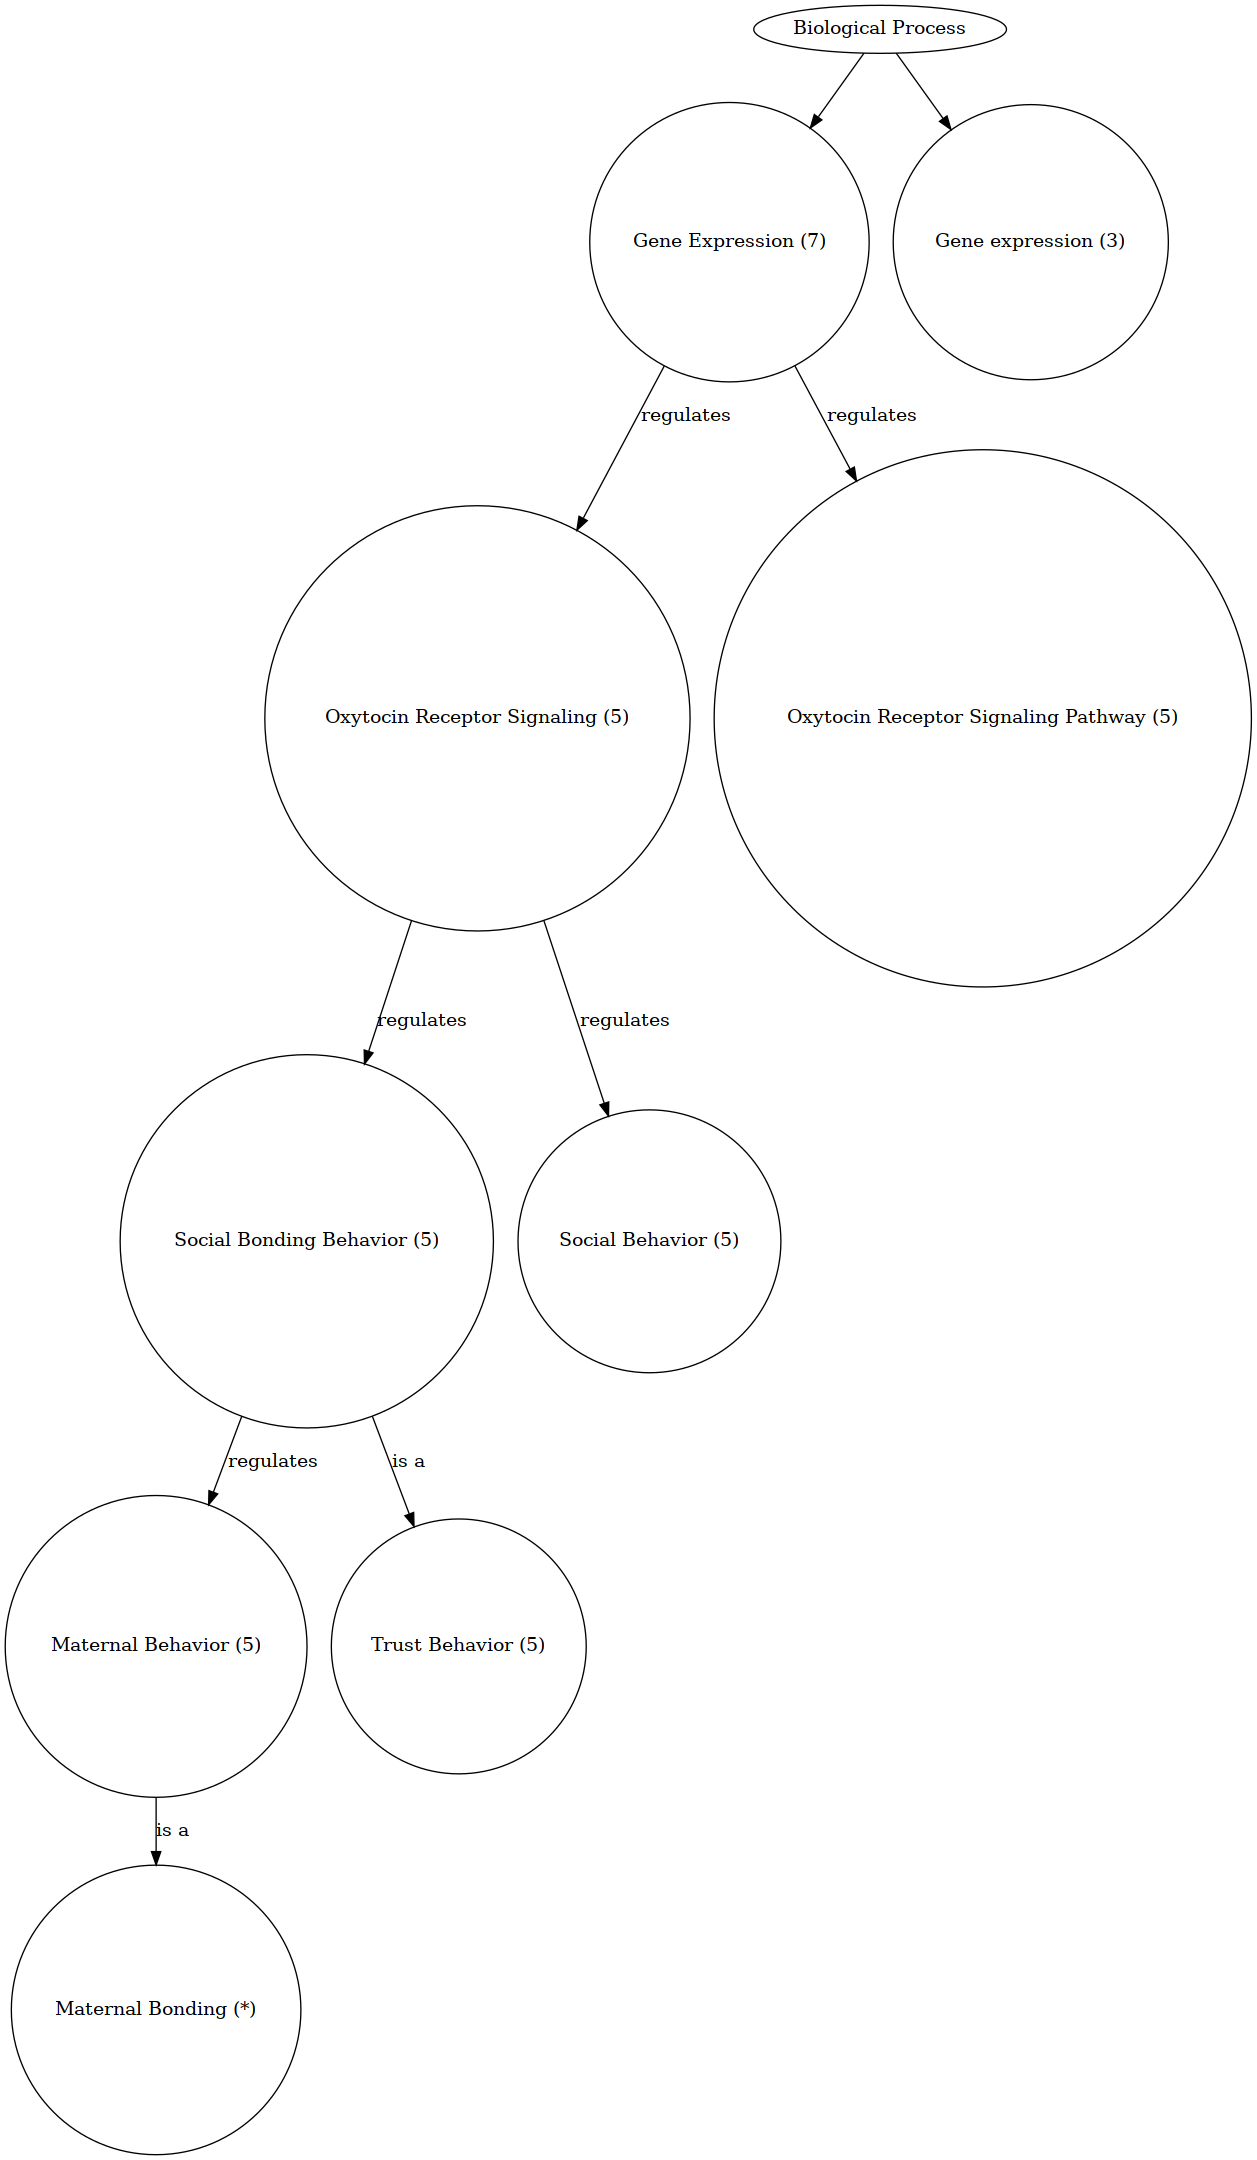 Biological Process
Gene Expression (7)
Gene expression (3)
regulates
regulates
Oxytocin Receptor Signaling (5)
Oxytocin Receptor Signaling Pathway (5)
regulates
regulates
Social Bonding Behavior (5)
Social Behavior (5)
regulates
is a
Maternal Behavior (5)
Trust Behavior (5)
is a
Maternal Bonding (*)